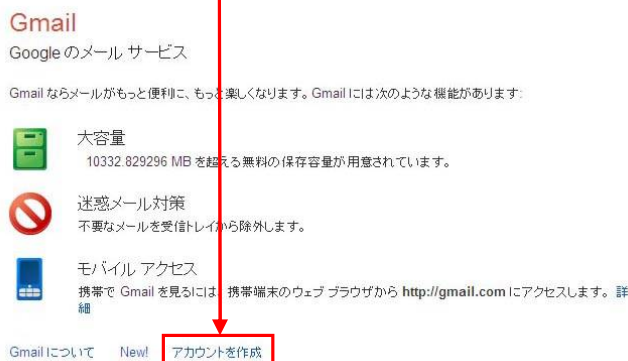 Gmail
Google のメール サービス
Gmail ならメールがもっと便利に、もっと楽しくなります。Gmail には次のような機能があります:
大容量
10332.829296 MB を超える無料の保存容量が用意されています。
迷惑メール対策
不要なメールを受信トレイから除外します。
モバイル アクセス
携帯で Gmail を見るには、携帯端末のウェブ ブラウザから http://gmail.com にアクセスします。詳
細
Gmail について New! アカウントを作成